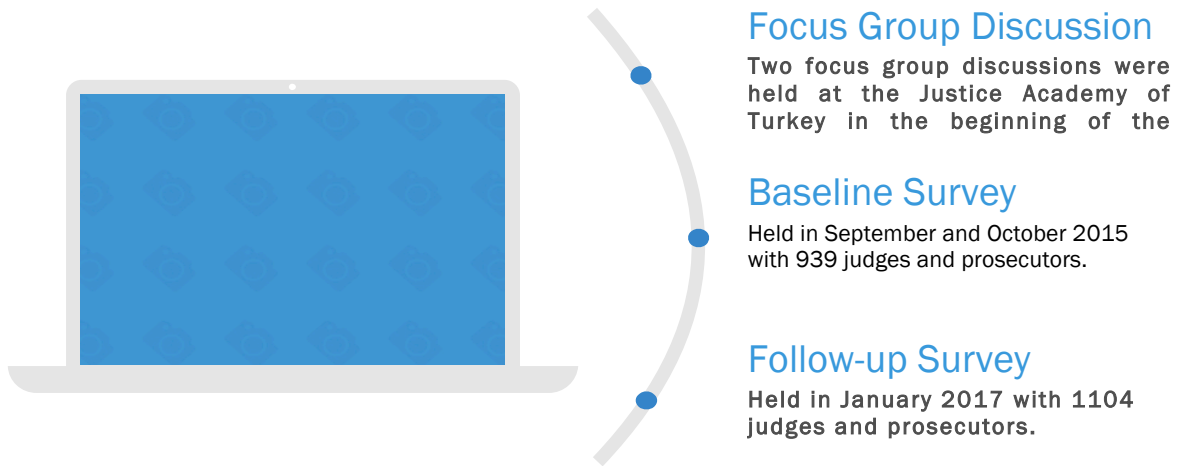 Focus Group Discussion
Two focus group discussions were
held at the Justice Academy of
Turkey in the beginning of the
Baseline Survey
Held in September and October 2015
with 939 judges and prosecutors.
Follow-up Survey
Held in January 2017 with 1104
judges and prosecutors.